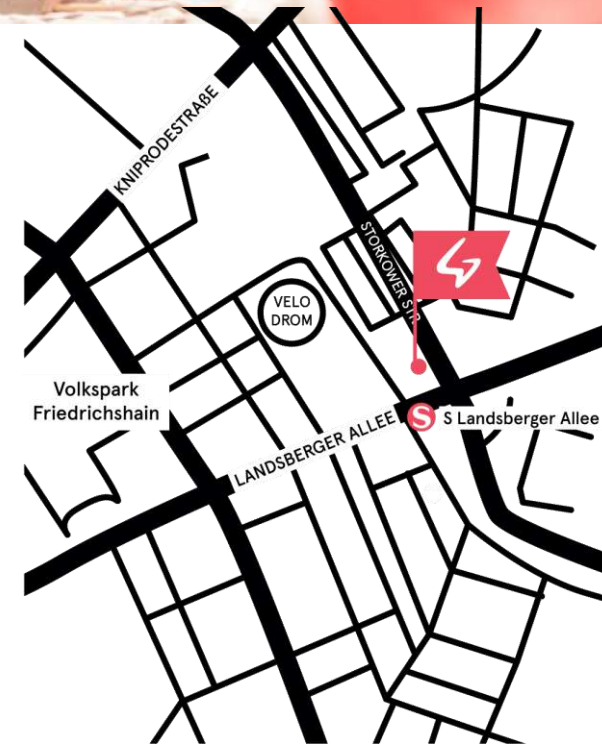 KNIPRODESTRAßE
STORKOWER STR.
VELO
DROM
Volkspark
Friedrichshain
LANDSBERGER ALLEE
S
S Landsberger Allee